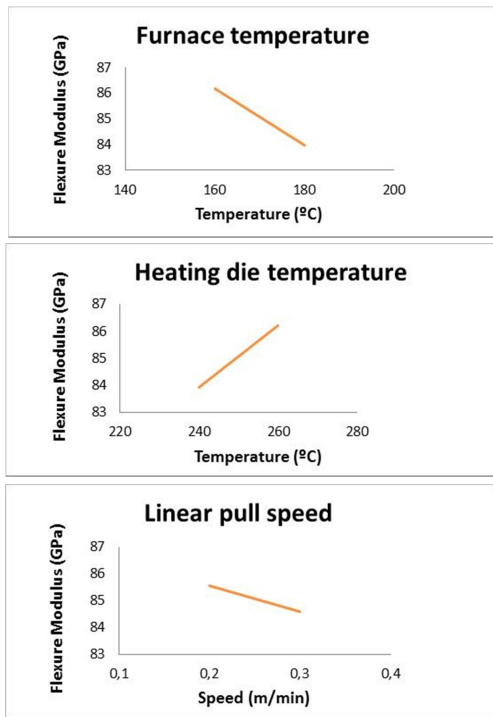 Furnace temperature
Flexure Modulus (GPa)
87
86
85
84
83
140 160 180 200
Temperature (ºC)
Heating die temperature
Flexure Modulus (GPa)
87
86
85
84
83
220 240 260 280
Temperature (ºC)
Linear pull speed
Flexure Modulus (GPa)
87
86
85
84
83
0,1 0,2 0,3 0,4
Speed (m/min)